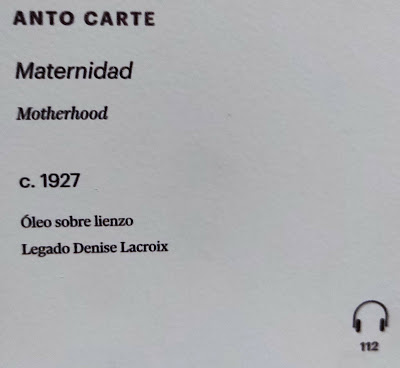 ANTO CARTE
Maternidad
Motherhood
c. 1927
Óleo sobre lienzo
Legado Denise Lacroix
112